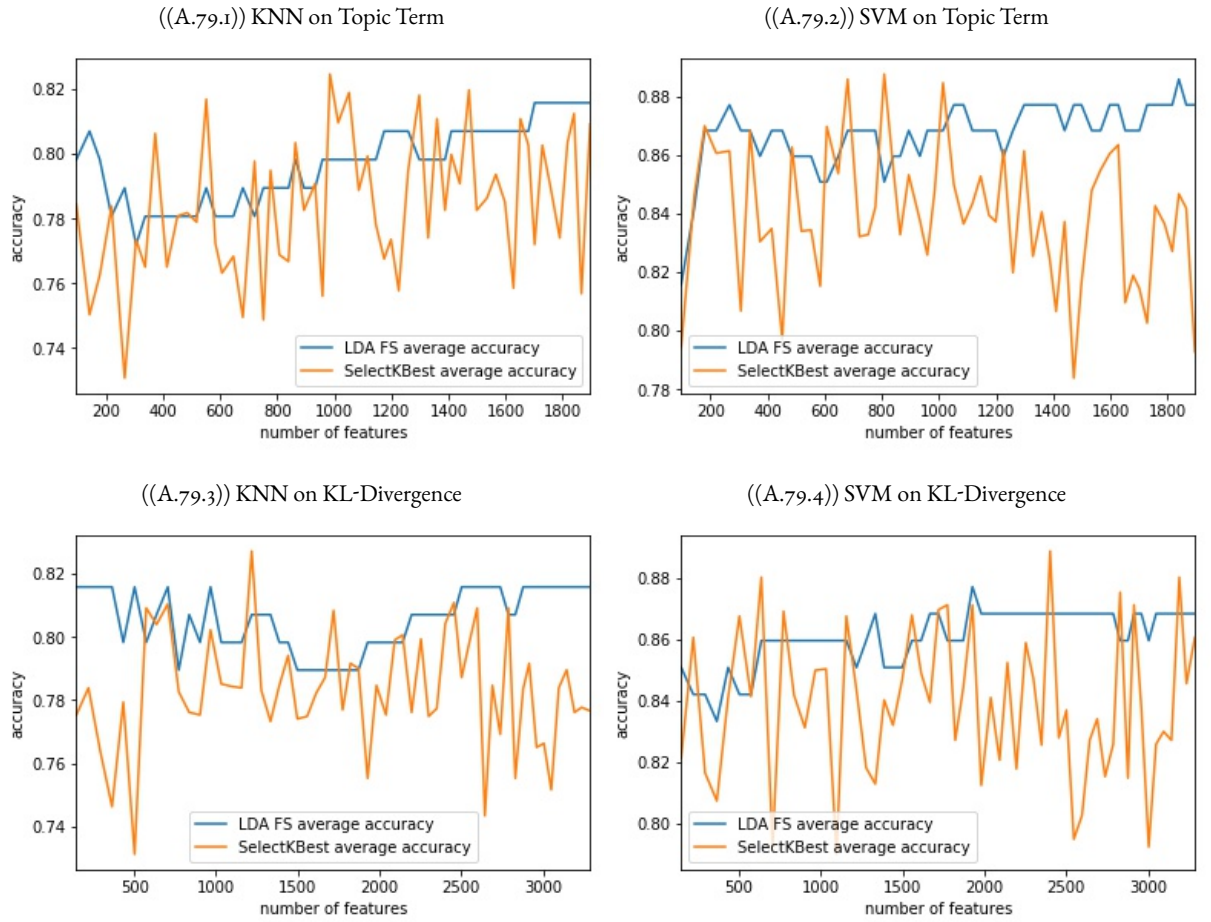 ((A.79.1)) KNN on Topic Term
((A.79.2)) SVM on Topic Term
0.82
0.80
0.78
0.76
0.74
accuracy
LDA FS average accuracy
SelectKBest average accuracy
200 400 600 800 1000 1200 1400 1600 1800
number of features
0.88
0.86
0.84
0.82
0.80
0.78
accuracy
LDA FS average accuracy
SelectKBest average accuracy
200 400 600 800 1000 1200 1400 1600 1800
number of features
((A.79.3)) KNN on KL-Divergence
((A.79.4)) SVM on KL-Divergence
0.82
0.80
0.78
0.76
0.74
accuracy
LDA FS average accuracy
SelectKBest average accuracy
500 1000 1500 2000 2500 3000
number of features
0.88
0.86
0.84
0.82
0.80
accuracy
LDA FS average accuracy
SelectKBest average accuracy
500 1000 1500 2000 2500 3000
number of features